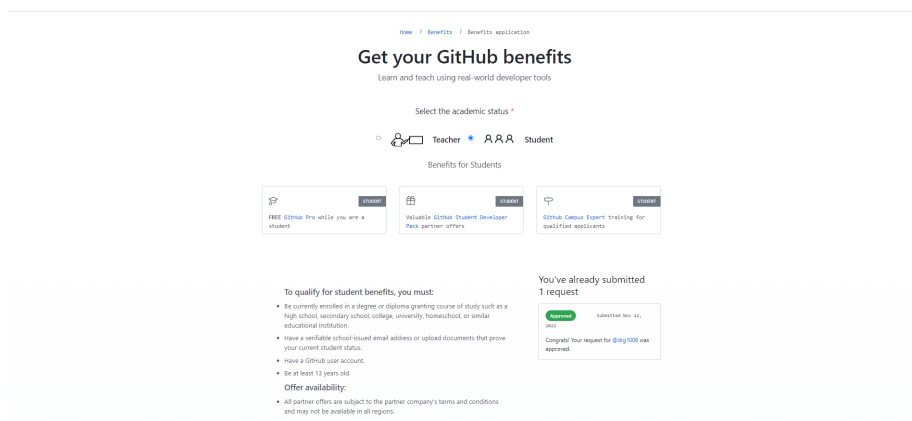 Home / Benefits / Benefits application
Get your GitHub benefits
Learn and teach using real-world developer tools
Select the academic status *
Teacher
Student
Benefits for Students
STUDENT
FREE GitHub Pro while you are a
student
STUDENT
Valuable GitHub Student Developer
Pack partner offers
STUDENT
Github Campus Expert training for
qualified applicants
To qualify for student benefits, you must:
• Be currently enrolled in a degree or diploma granting course of study such as a
high school, secondary school, college, university, homeschool, or similar
educational institution.
• Have a verifiable school-issued email address or upload documents that prove
your current student status.
• Have a GitHub user account.
• Be at least 13 years old.
Offer availability:
• All partner offers are subject to the partner company's terms and conditions
and may not be available in all regions.
You've already submitted
1 request
Approved Submitted Nov 12,
2022
Congrats! Your request for @drg1006 was
approved.